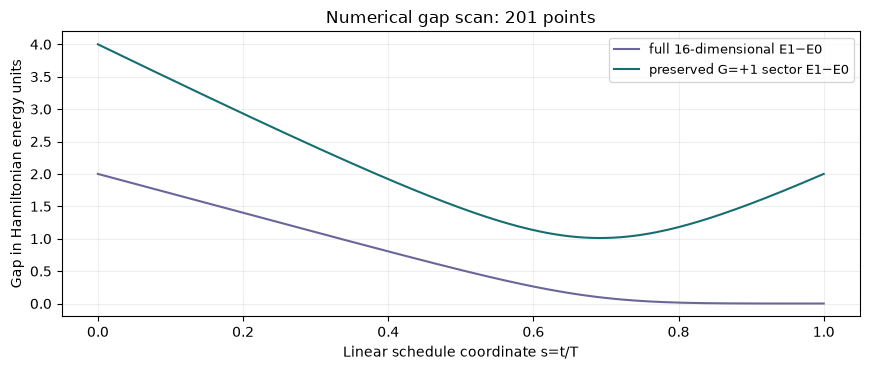 Numerical gap scan: 201 points
full 16-dimensional E1−E0
preserved G=+1 sector E1−E0
Gap in Hamiltonian energy units
4.0
3.5
3.0
2.5
2.0
1.5
1.0
0.5
0.0
0.0 0.2 0.4 0.6 0.8 1.0
Linear schedule coordinate s=t/T